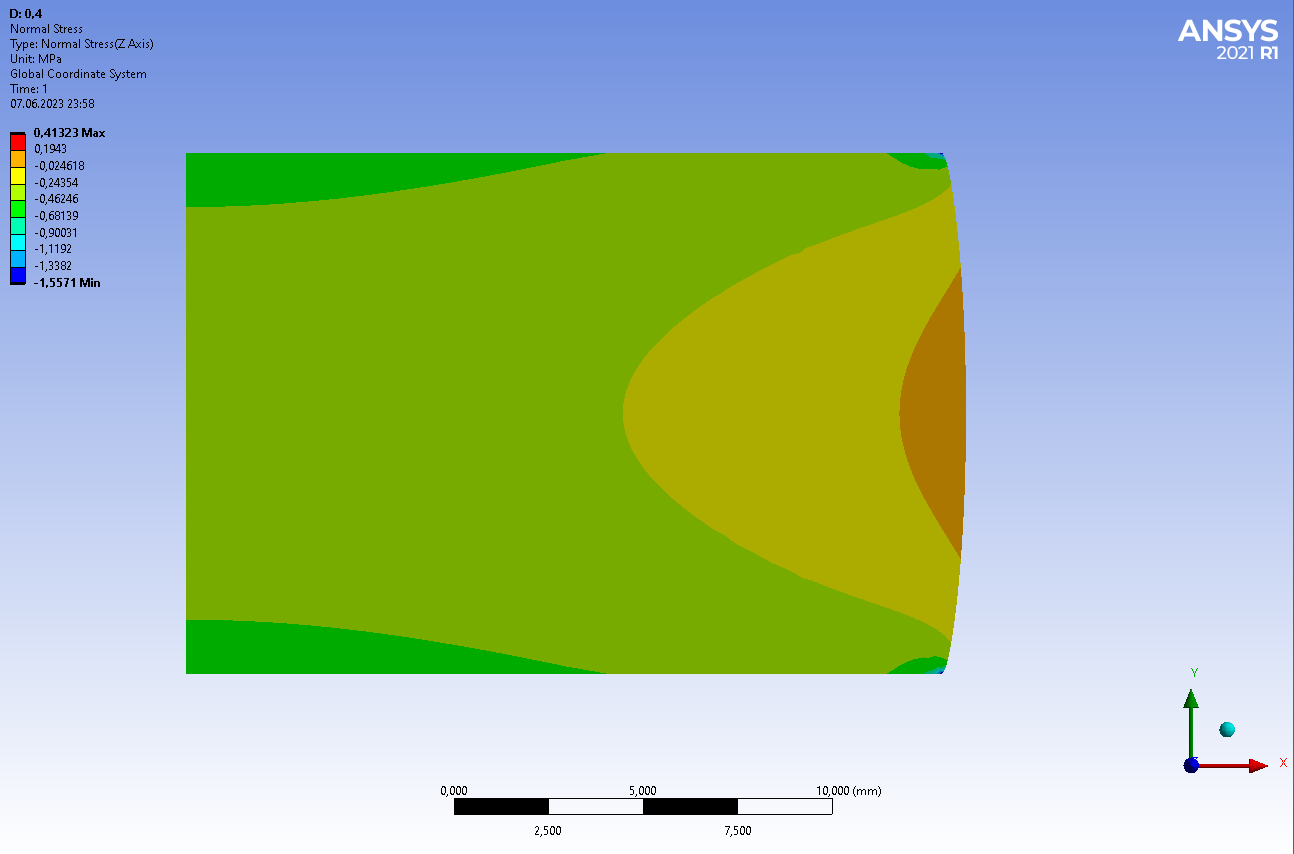 D: 0,4
Normal Stress
Type: Normal Stress(Z Axis)
Unit: MPa
Global Coordinate System
Time: 1
07.06.2023 23:58
ANSYS
2021 R1
0,41323 Max
0,1943
-0,024618
-0,24354
-0,46246
-0,68139
-0,90031
-1,1192
-1,3382
-1,5571 Min
Y
X
0,000 5,000 10,000 (mm)
2,500 7,500